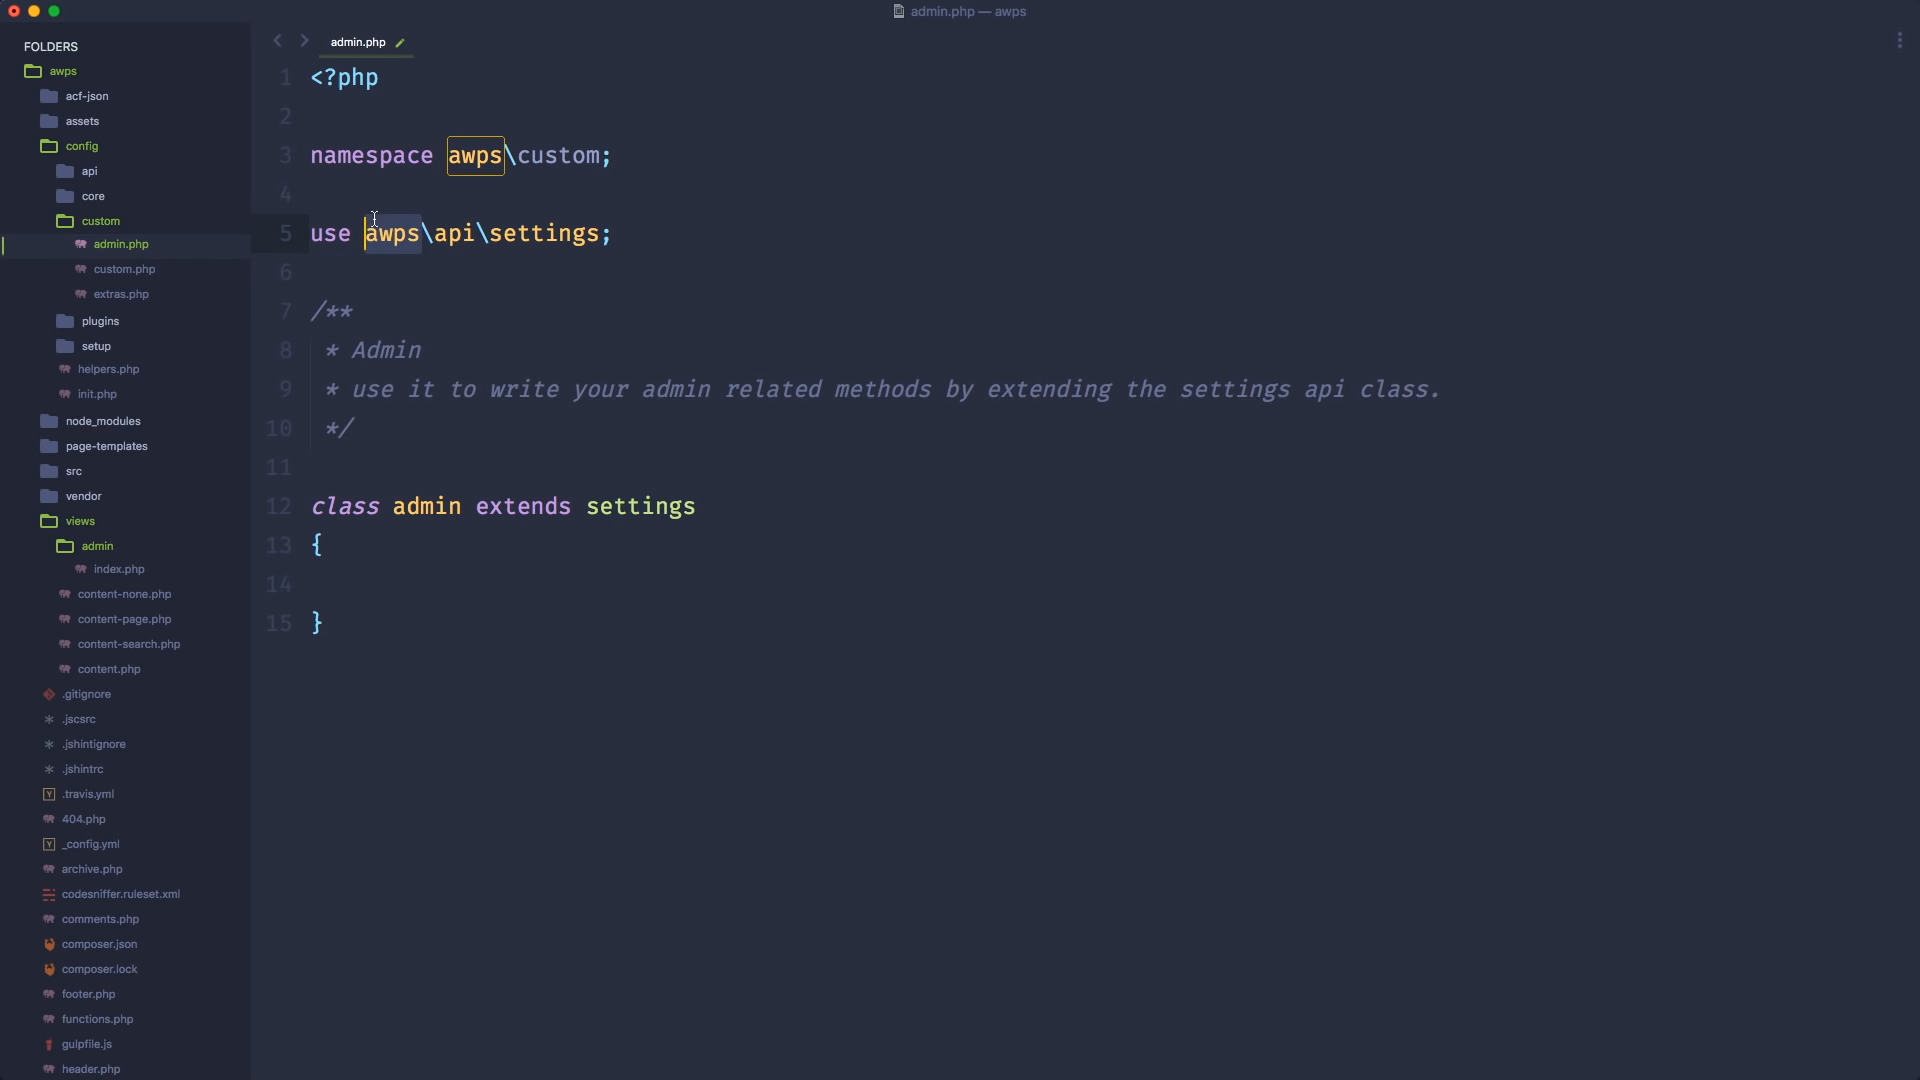 admin.php — awps
FOLDERS
awps
acf-json
assets
config
api
core
custom
admin.php
custom.php
extras.php
plugins
setup
helpers.php
init.php
node_modules
page-templates
src
vendor
views
admin
index.php
content-none.php
content-page.php
content-search.php
content.php
.gitignore
.jscsrc
.jshintignore
.jshintrc
.travis.yml
404.php
_config.yml
archive.php
codesniffer.ruleset.xml
comments.php
composer.json
composer.lock
footer.php
functions.php
gulpfile.js
header.php
admin.php
1 <?php
2
3 namespace awps\custom;
4
5 use awps\api\settings;
6
7 /**
8 * Admin
9 * use it to write your admin related methods by extending the settings api class.
10 */
11
12 class admin extends settings
13 {
14
15 }